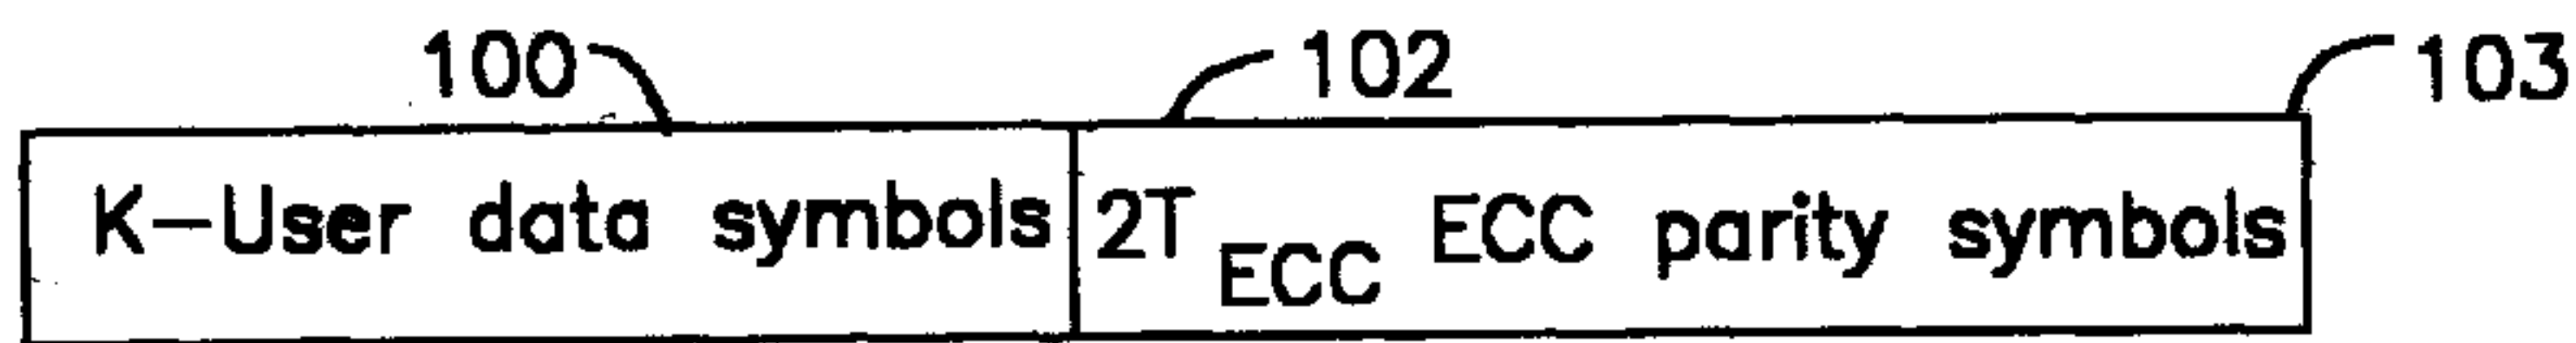 100 102 103
K-User data symbols 2T ECC ECC parity symbols